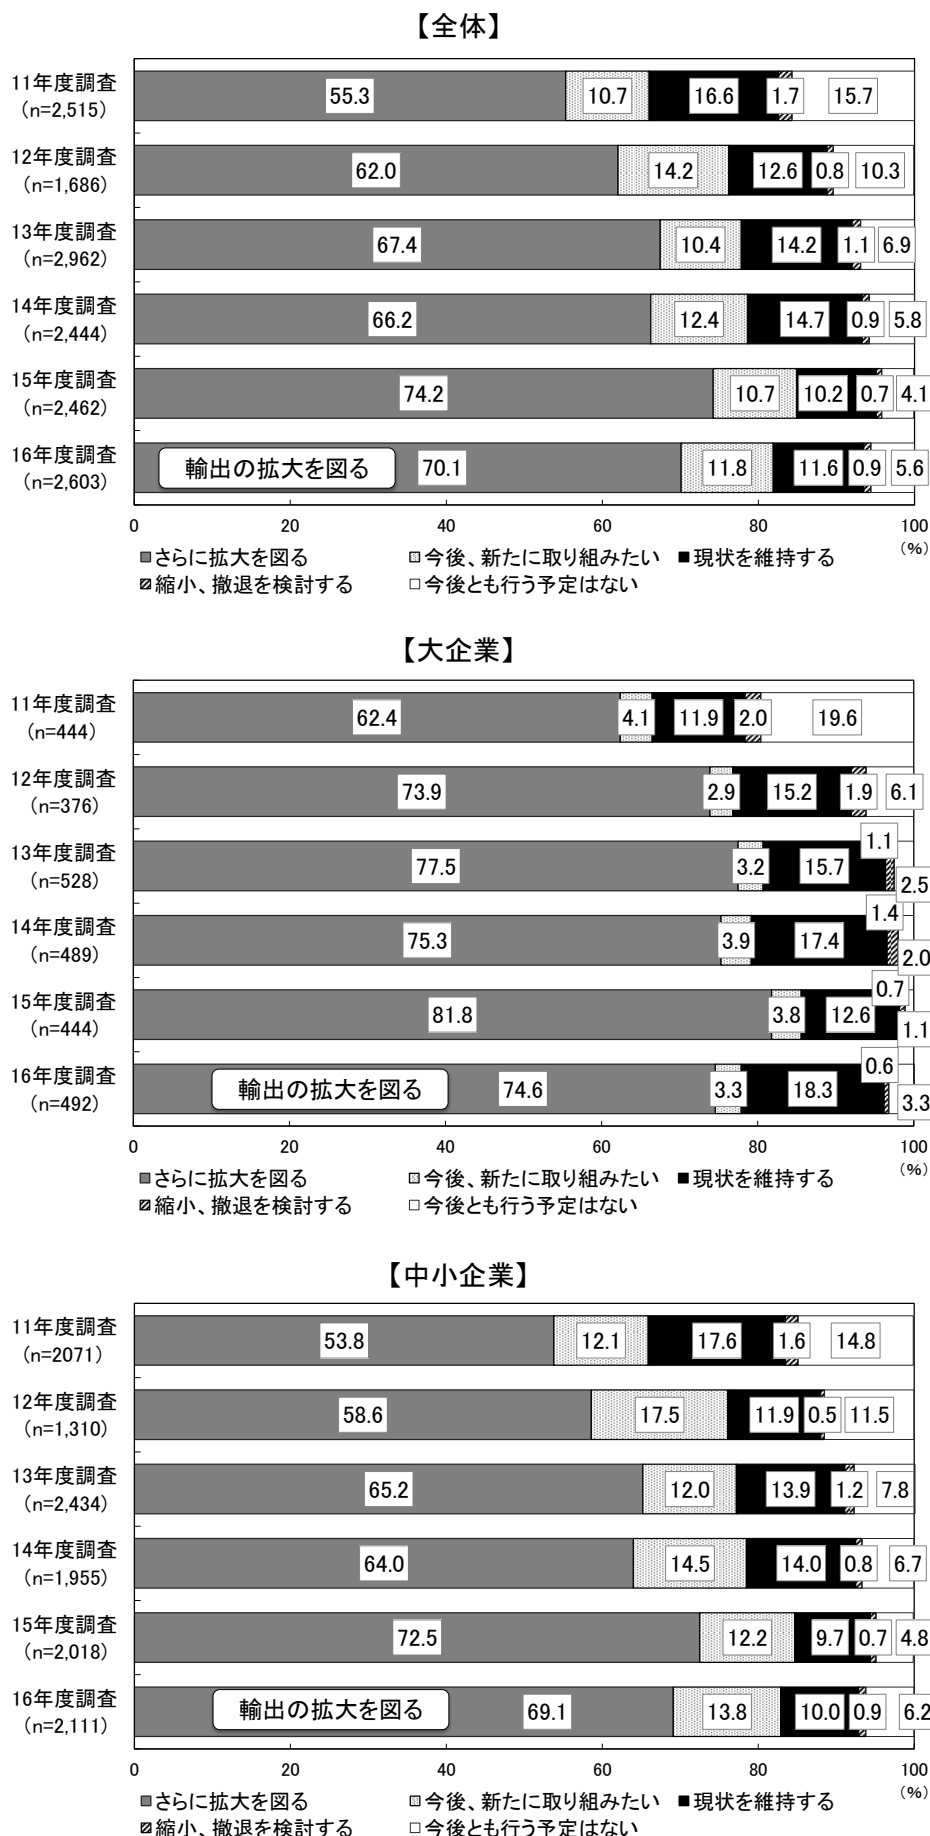 【全体】
11年度調査
（n=2,515）
55.3 10.7 16.6 1.7 15.7
12年度調査
（n=1,686）
62.0 14.2 12.6 0.8 10.3
13年度調査
（n=2,962）
67.4 10.4 14.2 1.1 6.9
14年度調査
（n=2,444）
66.2 12.4 14.7 0.9 5.8
15年度調査
（n=2,462）
74.2 10.7 10.2 0.7 4.1
16年度調査
（n=2,603）
輸出の拡大を図る 70.1 11.8 11.6 0.9 5.6
0 20 40 60 80 100
（%）
さらに拡大を図る 今後、新たに取り組みたい 現状を維持する
縮小、撤退を検討する 今後とも行う予定はない
【大企業】
11年度調査
（n=444）
62.4 4.1 11.9 2.0 19.6
12年度調査
（n=376）
73.9 2.9 15.2 1.9 6.1
13年度調査
（n=528）
77.5 3.2 15.7 1.1 2.5
14年度調査
（n=489）
75.3 3.9 17.4 1.4 2.0
15年度調査
（n=444）
81.8 3.8 12.6 0.7 1.1
16年度調査
（n=492）
輸出の拡大を図る 74.6 3.3 18.3 0.6 3.3
0 20 40 60 80 100
（%）
さらに拡大を図る 今後、新たに取り組みたい 現状を維持する
縮小、撤退を検討する 今後とも行う予定はない
【中小企業】
11年度調査
（n=2071）
53.8 12.1 17.6 1.6 14.8
12年度調査
（n=1,310）
58.6 17.5 11.9 0.5 11.5
13年度調査
（n=2,434）
65.2 12.0 13.9 1.2 7.8
14年度調査
（n=1,955）
64.0 14.5 14.0 0.8 6.7
15年度調査
（n=2,018）
72.5 12.2 9.7 0.7 4.8
16年度調査
（n=2,111）
輸出の拡大を図る 69.1 13.8 10.0 0.9 6.2
0 20 40 60 80 100
（%）
さらに拡大を図る 今後、新たに取り組みたい 現状を維持する
縮小、撤退を検討する 今後とも行う予定はない